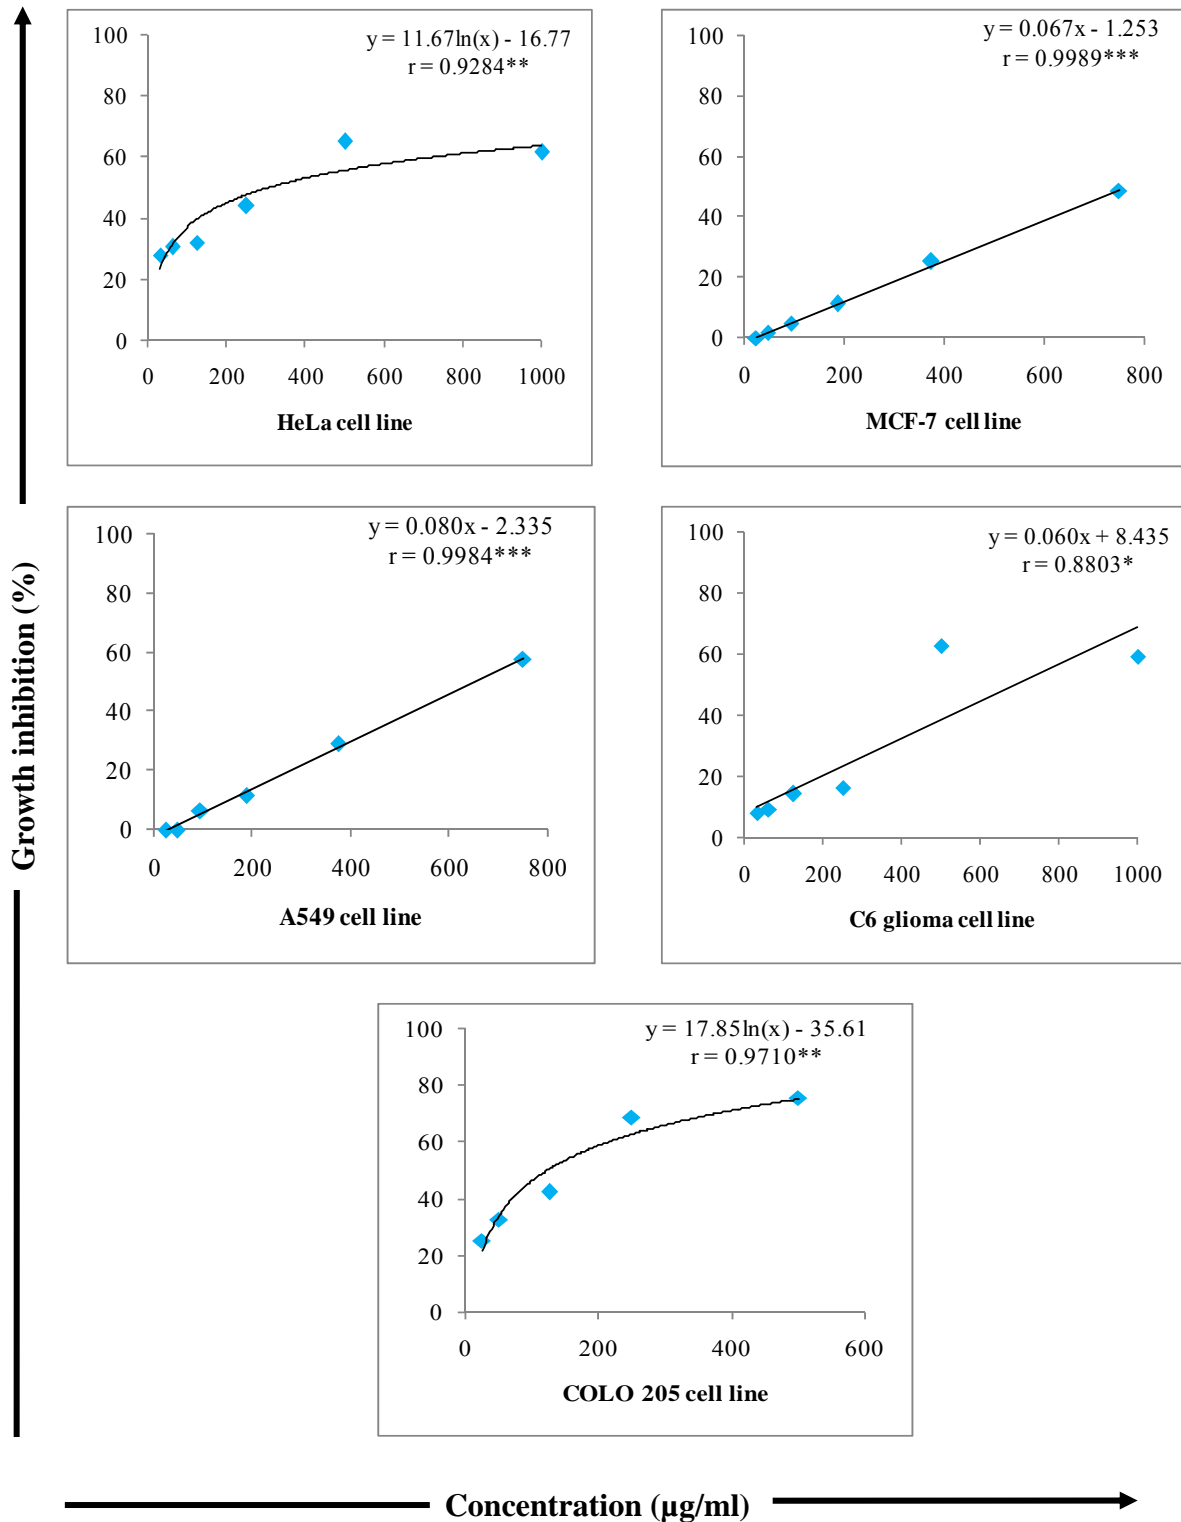 y = 11.67ln(x) - 16.77
r = 0.9284**
100
80
60
40
20
0
0 200 400 600 800 1000
HeLa cell line
y = 0.067x - 1.253
r = 0.9989***
100
80
60
40
20
0
0 200 400 600 800
MCF-7 cell line
y = 0.080x - 2.335
r = 0.9984***
100
80
60
40
20
0
0 200 400 600 800
A549 cell line
y = 0.060x + 8.435
r = 0.8803*
100
80
60
40
20
0
0 200 400 600 800 1000
C6 glioma cell line
y = 17.85ln(x) - 35.61
r = 0.9710**
100
80
60
40
20
0
0 200 400 600
COLO 205 cell line
Growth inhibition (%)
Concentration (µg/ml)